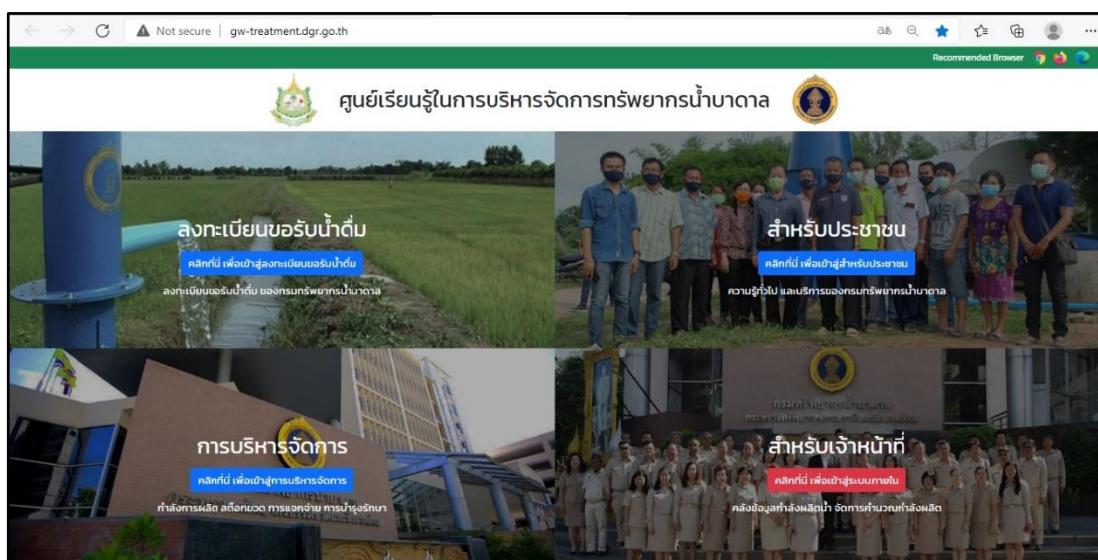 Not secure | gw-treatment.dgr.go.th
Recommended Browser
ศูนย์เรียนรู้ในการบริหารจัดการทรัพยากรน้ำบาดาล
ลงทะเบียนขอรับน้ำดื่ม
คลิกที่นี่ เพื่อเข้าสู่ลงทะเบียนขอรับน้ำดื่ม
ลงทะเบียนขอรับน้ำดื่ม ของกรมทรัพยากรน้ำบาดาล
สำหรับประชาชน
คลิกที่นี่ เพื่อเข้าสู่สำหรับประชาชน
ความรู้ทั่วไป และบริการของกรมทรัพยากรน้ำบาดาล
การบริหารจัดการ
คลิกที่นี่ เพื่อเข้าสู่การบริหารจัดการ
กำลังการผลิต สต๊อกขวด การแจกจ่าย การบำรุงรักษา
กรมทรัพยากรน้ำบาดาล
สำหรับเจ้าหน้าที่
คลิกที่นี่ เพื่อเข้าสู่ระบบภายใน
คลังข้อมูลกำลังผลิตน้ำ จัดการคำนวณกำลังผลิต